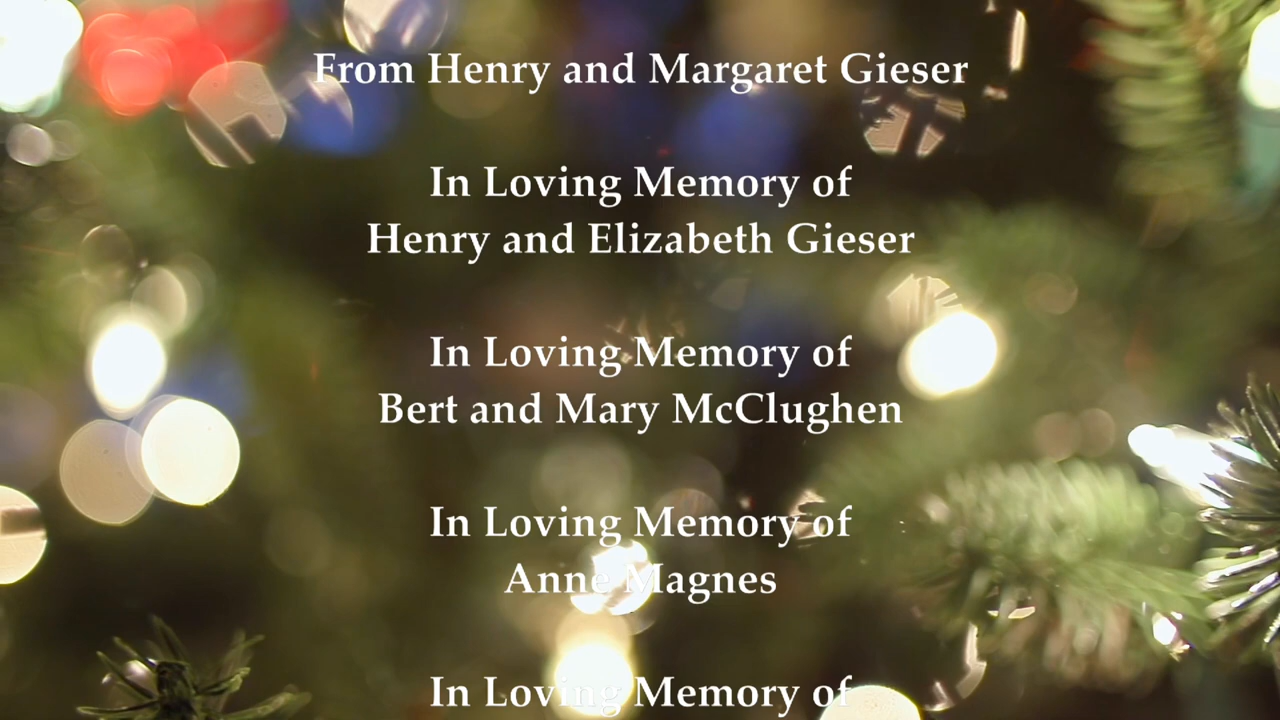 From Henry and Margaret Gieser
In Loving Memory of
Henry and Elizabeth Gieser
In Loving Memory of
Bert and Mary McClughen
In Loving Memory of
Anne Magnes
In Loving Memory of